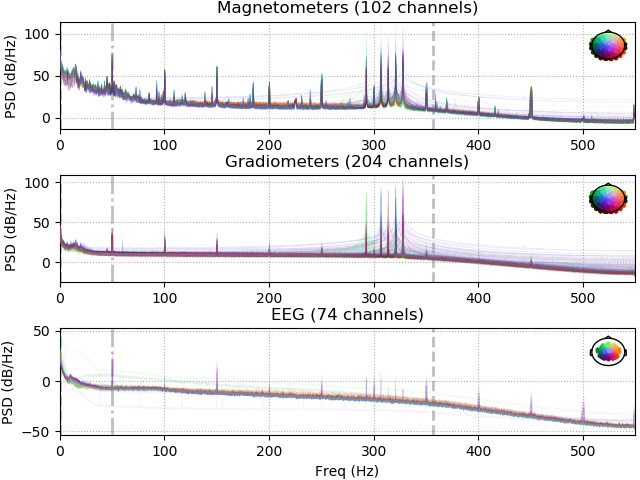 Magnetometers (102 channels)
PSD (dB/Hz)
100
50
0
0 100 200 300 400 500
Gradiometers (204 channels)
PSD (dB/Hz)
100
50
0
0 100 200 300 400 500
EEG (74 channels)
PSD (dB/Hz)
50
0
−50
0 100 200 300 400 500
Freq (Hz)